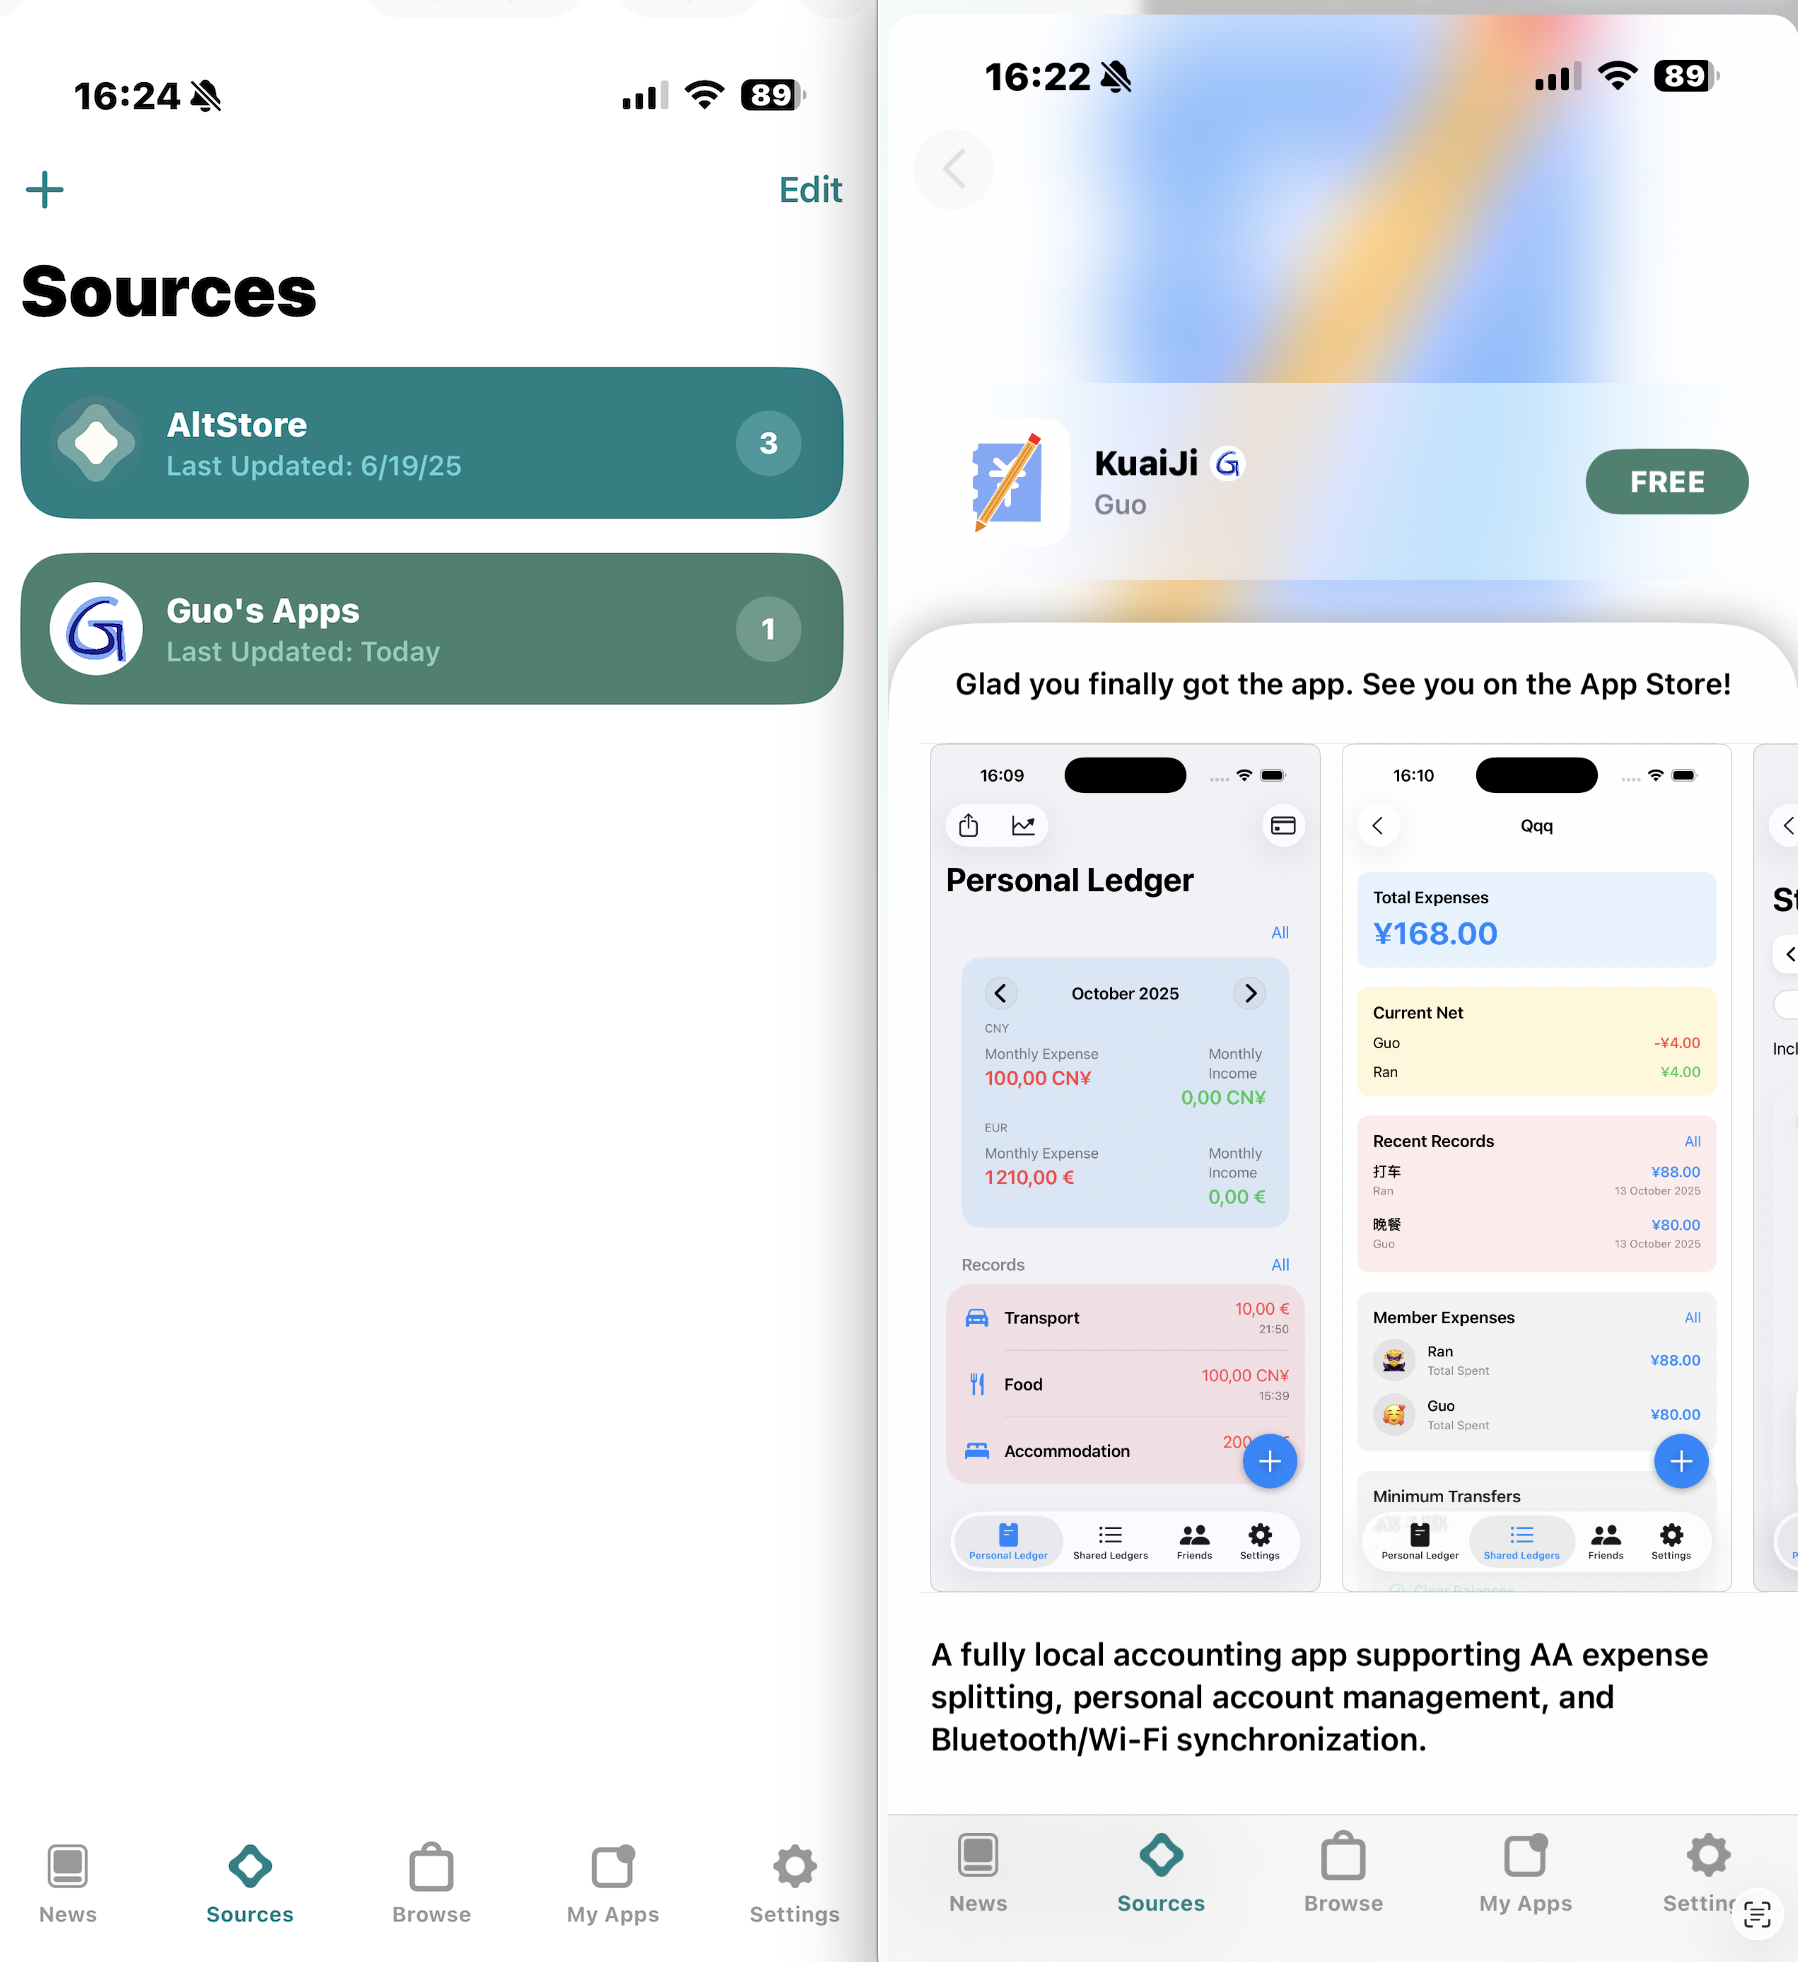 16:24
89
Edit
Sources
AltStore
Last Updated: 6/19/25
3
Guo's Apps
Last Updated: Today
1
News
Sources
Browse
My Apps
Settings
16:22
89
KuaiJi
Guo
FREE
Glad you finally got the app. See you on the App Store!
16:09
Personal Ledger
All
October 2025
CNY
Monthly Expense
100,00 CN¥
Monthly
Income
0,00 CN¥
EUR
Monthly Expense
1210,00 €
Monthly
Income
0,00 €
Records
All
Transport
10,00 €
21:50
Food
100,00 CN¥
15:39
Accommodation
200
Personal Ledger
Shared Ledgers
Friends
Settings
16:10
Qqq
Total Expenses
¥168.00
Current Net
Guo
-¥4.00
Ran
¥4.00
Recent Records
All
打车
¥88.00
Ran
13 October 2025
晚餐
¥80.00
Guo
13 October 2025
Member Expenses
All
Ran
Total Spent
¥88.00
Guo
Total Spent
¥80.00
Minimum Transfers
Personal Ledger
Shared Ledgers
Friends
Settings
Clear Balances
A fully local accounting app supporting AA expense
splitting, personal account management, and
Bluetooth/Wi-Fi synchronization.
News
Sources
Browse
My Apps